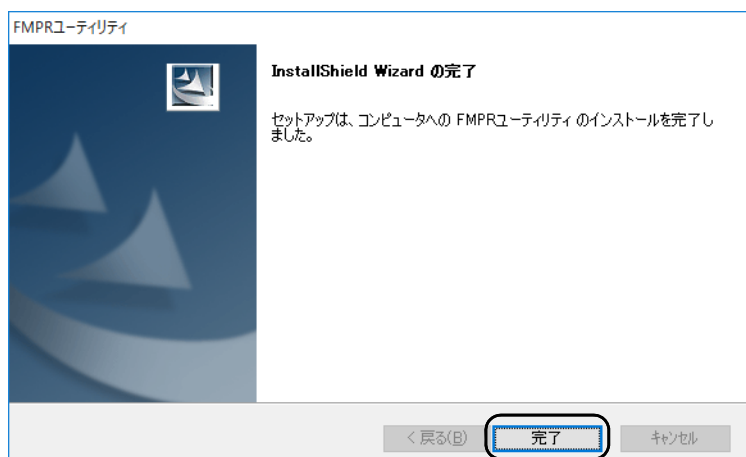 FMPRユーティリティ
InstallShield Wizard の完了
セットアップは、コンピュータへの FMPRユーティリティ のインストールを完了し
ました。
< 戻る(B)
完了
キャンセル